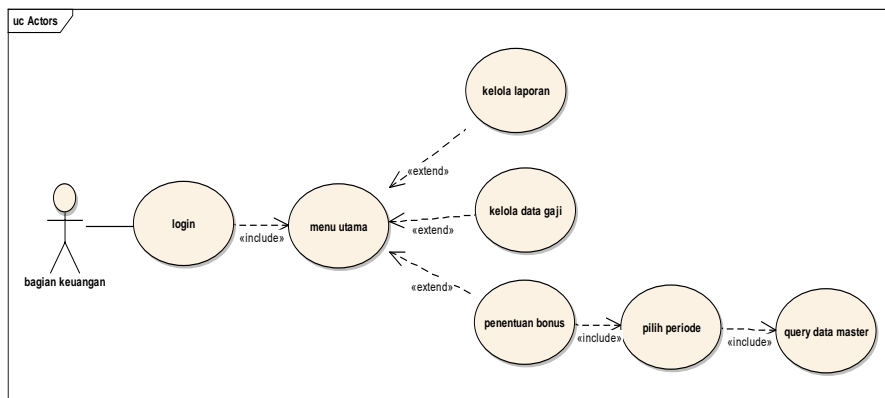 uc Actors
kelola laporan
«extend»
login
«include»
menu utama
kelola data gaji
«extend»
bagian keuangan
«extend»
penentuan bonus
«include»
pilih periode
«include»
query data master